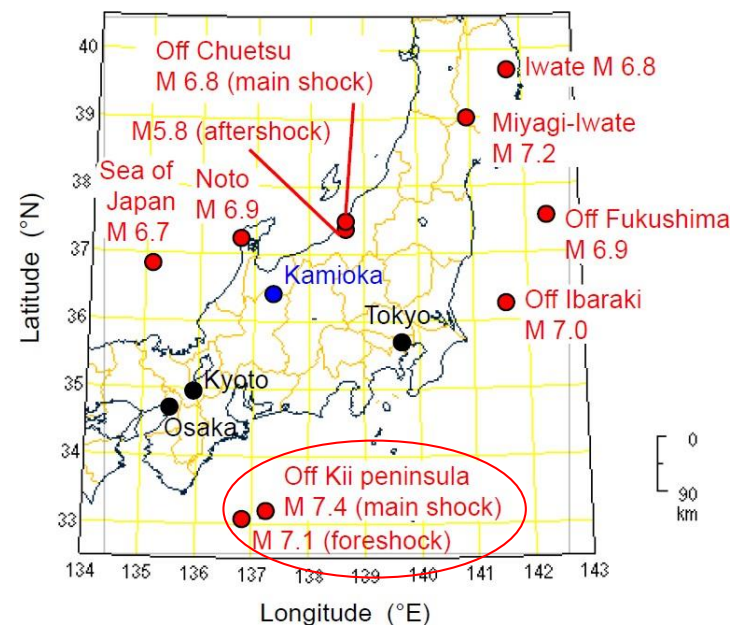 Off Chuetsu
M 6.8 (main shock)
M5.8 (aftershock)
Iwate M 6.8
Miyagi-Iwate
M 7.2
Sea of
Japan
M 6.7
Noto
M 6.9
Off Fukushima
M 6.9
Kamioka
Off Ibaraki
M 7.0
Tokyo
Kyoto
Osaka
Off Kii peninsula
M 7.4 (main shock)
M 7.1 (foreshock)
Latitude (°N)
40
39
38
37
36
35
34
33
134
135
136
137
138
139
140
141
142
143
Longitude (°E)
0
90
km